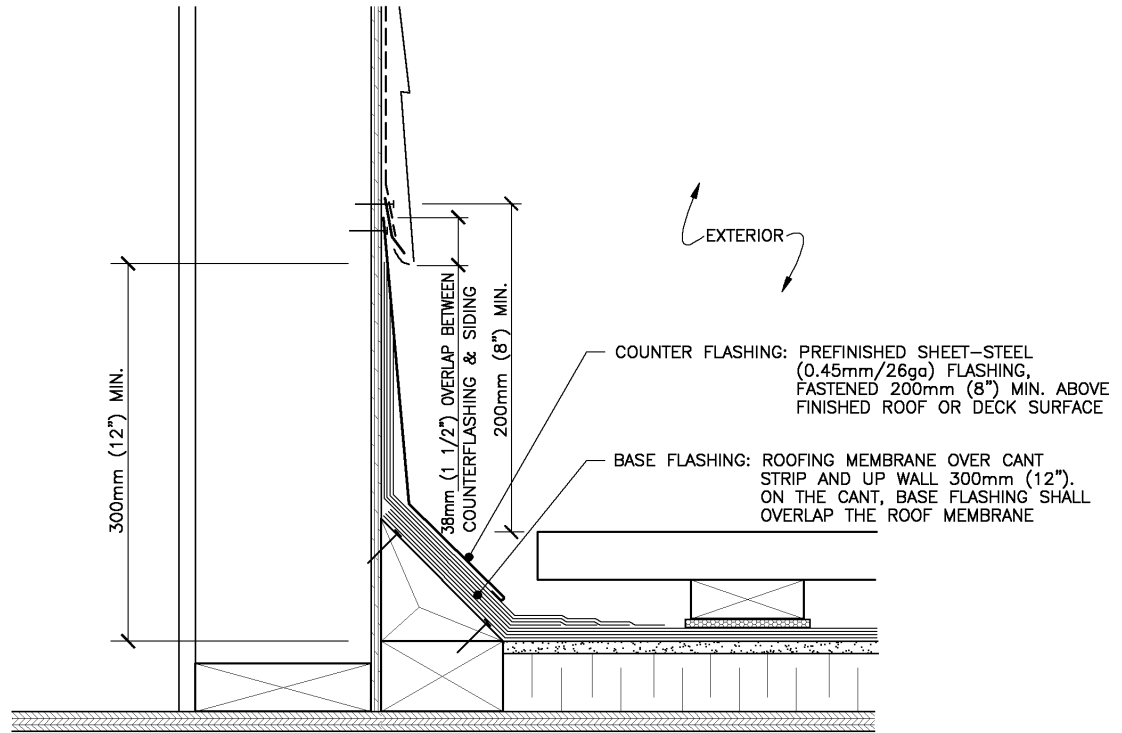 EXTERIOR
300mm (12") MIN.
38mm (1 1/2") OVERLAP BETWEEN
COUNTERFLASHING & SIDING
200mm (8") MIN.
COUNTER FLASHING: PREFINISHED SHEET-STEEL
(0.45mm/26ga) FLASHING,
FASTENED 200mm (8") MIN. ABOVE
FINISHED ROOF OR DECK SURFACE
BASE FLASHING: ROOFING MEMBRANE OVER CANT
STRIP AND UP WALL 300mm (12").
ON THE CANT, BASE FLASHING SHALL
OVERLAP THE ROOF MEMBRANE